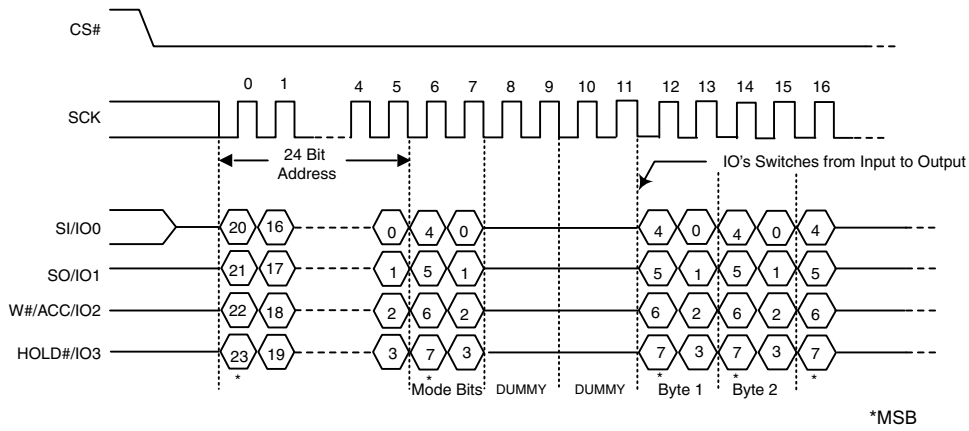 CS#
0 1 4 5 6 7 8 9 10 11 12 13 14 15 16
SCK
24 Bit
Address
IO's Switches from Input to Output
SI/IO0 20 16 0 4 0 4 0 4 0 4
SO/IO1 21 17 1 5 1 5 1 5 1 5
W#/ACC/IO2 22 18 2 6 2 6 2 6 2 6
HOLD#/IO3 23 19 3 7 3 7 3 7 3 7
* * * * *
Mode Bits DUMMY DUMMY Byte 1 Byte 2
*MSB